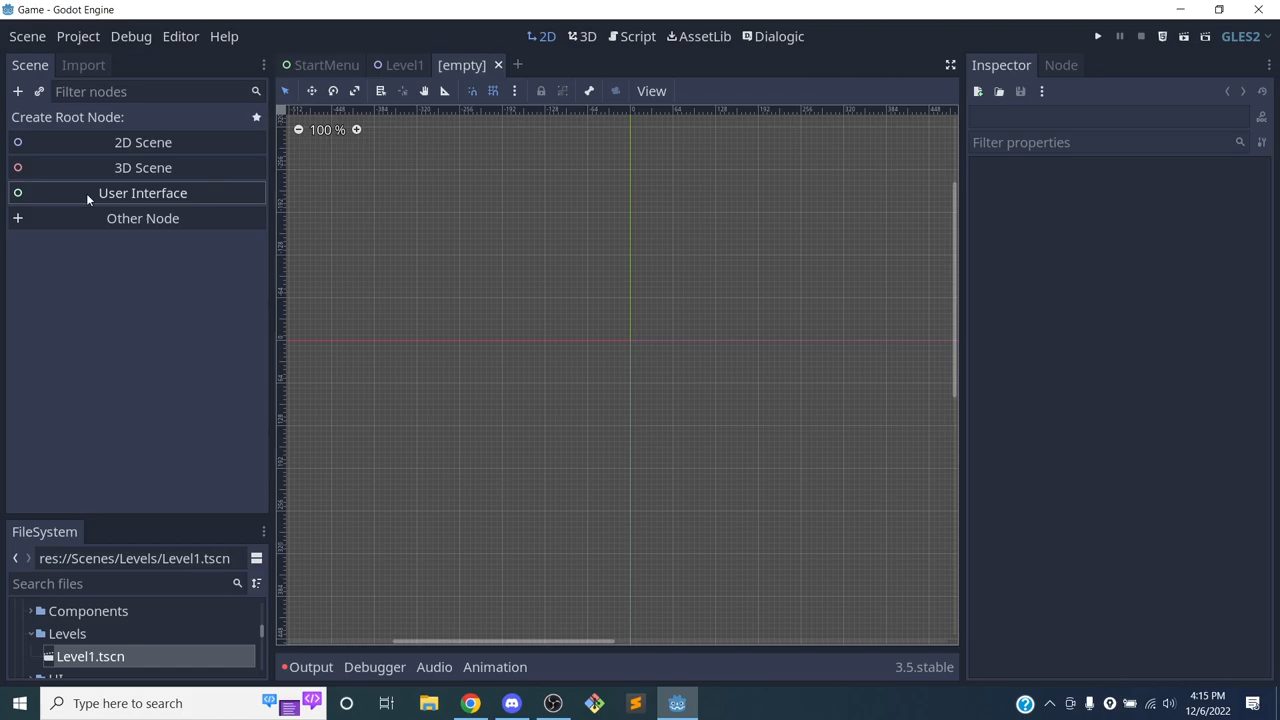 Game - Godot Engine
Scene Project Debug Editor Help
2D 3D Script AssetLib Dialogic
GLES2
Scene Import
StartMenu Level1 [empty]
Inspector Node
Filter nodes
View
Create Root Node:
100 %
Filter properties
2D Scene
3D Scene
User Interface
Other Node
FileSystem
res://Scenes/Levels/Level1.tscn
Search files
Components
Levels
Level1.tscn
Output Debugger Audio Animation
3.5.stable
Type here to search
4:15 PM
12/6/2022